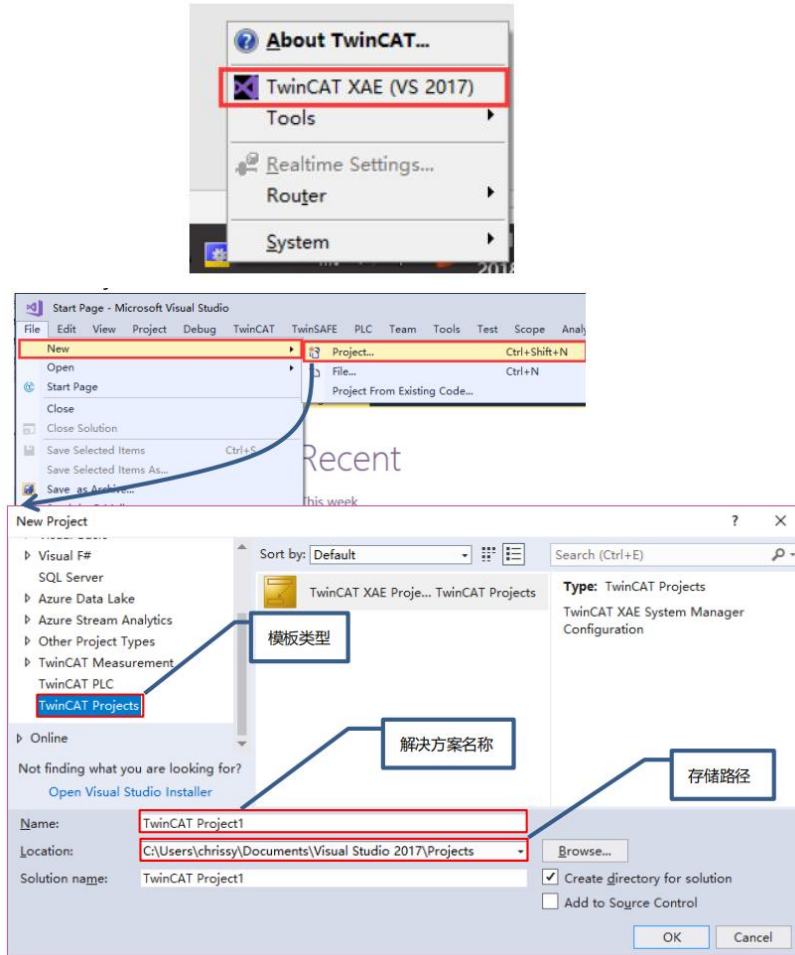 About TwinCAT...
TwinCAT XAE (VS 2017)
Tools
Realtime Settings...
Router
System
Start Page - Microsoft Visual Studio
File Edit View Project Debug TwinCAT TwinSAFE PLC Team Tools Test Scope Analy
New
Project... Ctrl+Shift+N
Open
File... Ctrl+N
Start Page
Project From Existing Code...
Close
Close Solution
Save Selected Items Ctrl+S
Save Selected Items As...
Save as Archive...
Recent
This week
New Project ? ×
Visual F#
SQL Server
Azure Data Lake
Azure Stream Analytics
Other Project Types
TwinCAT Measurement
TwinCAT PLC
TwinCAT Projects
Online
Not finding what you are looking for?
Open Visual Studio Installer
Sort by: Default
Search (Ctrl+E)
TwinCAT XAE Proje... TwinCAT Projects
Type: TwinCAT Projects
TwinCAT XAE System Manager
Configuration
模板类型
解决方案名称
存储路径
Name: TwinCAT Project1
Location: C:\Users\chrissy\Documents\Visual Studio 2017\Projects
Browse...
Solution name: TwinCAT Project1
Create directory for solution
Add to Source Control
OK Cancel